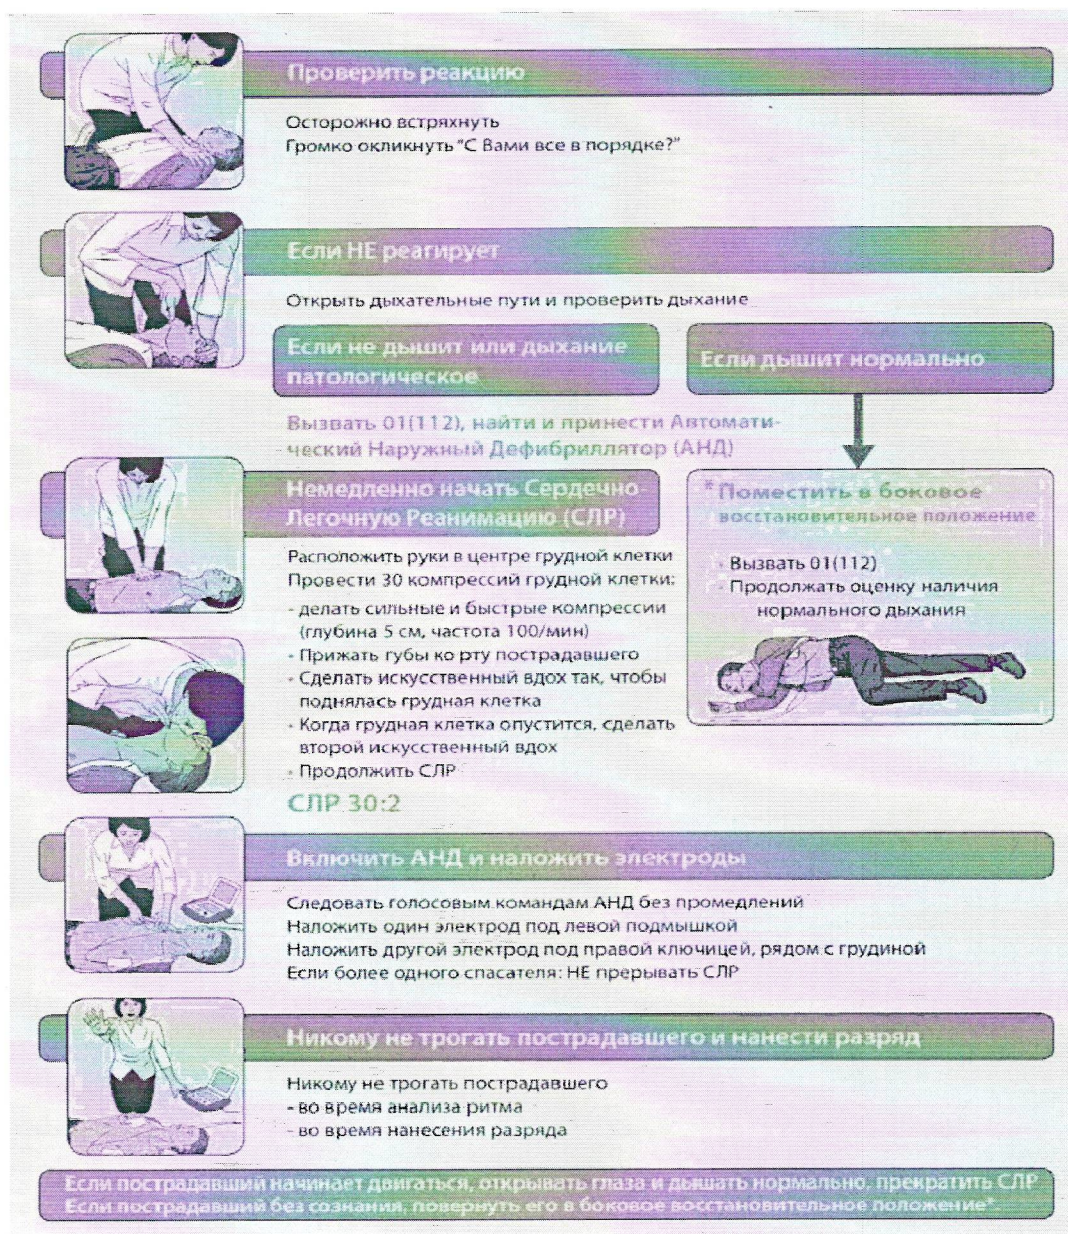 Проверить реакцию
Осторожно встряхнуть
Громко окликнуть "С Вами все в порядке?"
Если НЕ реагирует
Открыть дыхательные пути и проверить дыхание
Если не дышит или дыхание
патологическое
Вызвать 01(112), найти и принести Автомати-
ческий Наружный Дефибриллятор (АНД)
Немедленно начать Сердечно-
Легочную Реанимацию (СЛР)
Расположить руки в центре грудной клетки
Провести 30 компрессий грудной клетки:
- делать сильные и быстрые компрессии
(глубина 5 см, частота 100/мин)
- Прижать губы ко рту пострадавшего
- Сделать искусственный вдох так, чтобы
поднялась грудная клетка
- Когда грудная клетка опустится, сделать
второй искусственный вдох
- Продолжить СЛР
СЛР 30:2
Если дышит нормально
* Поместить в боковое
восстановительное положение
- Вызвать 01(112)
- Продолжать оценку наличия
нормального дыхания
Включить АНД и наложить электроды
Следовать голосовым командам АНД без промедлений
Наложить один электрод под левой подмышкой
Наложить другой электрод под правой ключицей, рядом с грудиной
Если более одного спасателя: НЕ прерывать СЛР
Никому не трогать пострадавшего и нанести разряд
Никому не трогать пострадавшего
- во время анализа ритма
- во время нанесения разряда
Если пострадавший начинает двигаться, открывать глаза и дышать нормально, прекратить СЛР
Если пострадавший без сознания, повернуть его в боковое восстановительное положение*